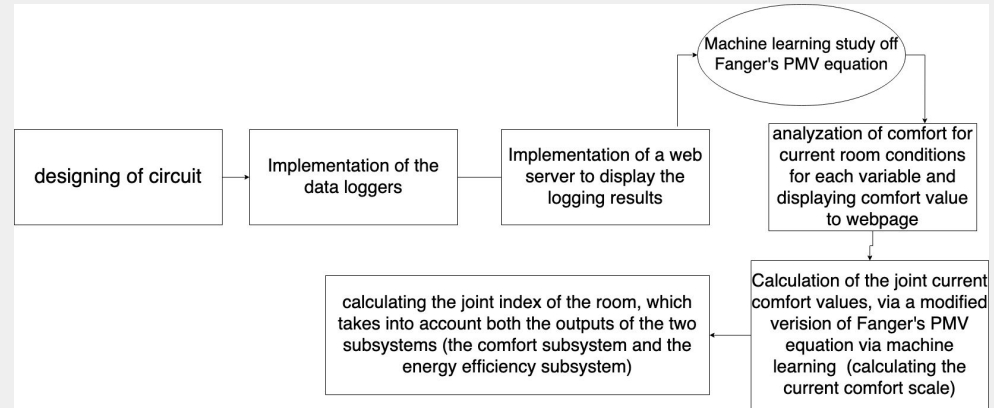 Machine learning study off
Fanger's PMV equation
designing of circuit
Implementation of the
data loggers
Implementation of a web
server to display the
logging results
analyzation of comfort for
current room conditions
for each variable and
displaying comfort value
to webpage
Calculation of the joint current
comfort values, via a modified
verision of Fanger's PMV
equation via machine
learning (calculating the
current comfort scale)
calculating the joint index of the room, which
takes into account both the outputs of the two
subsystems (the comfort subsystem and the
energy efficiency subsystem)